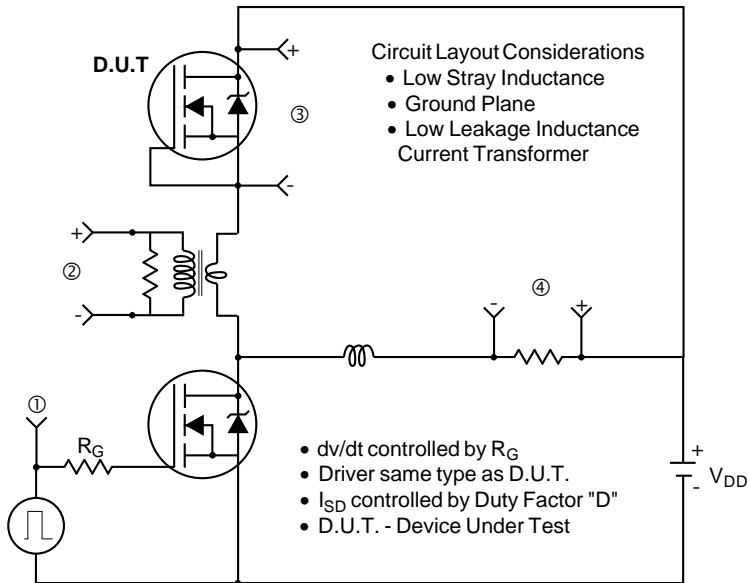 D.U.T
+
③
-
Circuit Layout Considerations
• Low Stray Inductance
• Ground Plane
• Low Leakage Inductance
Current Transformer
+
②
-
-
④
+
①
R_G
• dv/dt controlled by R_G
• Driver same type as D.U.T.
• I_SD controlled by Duty Factor "D"
• D.U.T. - Device Under Test
+
-
V_DD